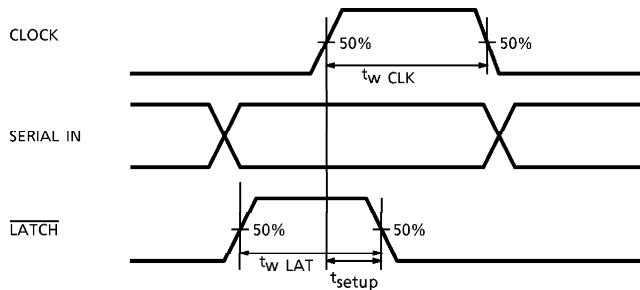 CLOCK
50%
50%
tw CLK
SERIAL IN
LATCH
50%
50%
tw LAT
tsetup